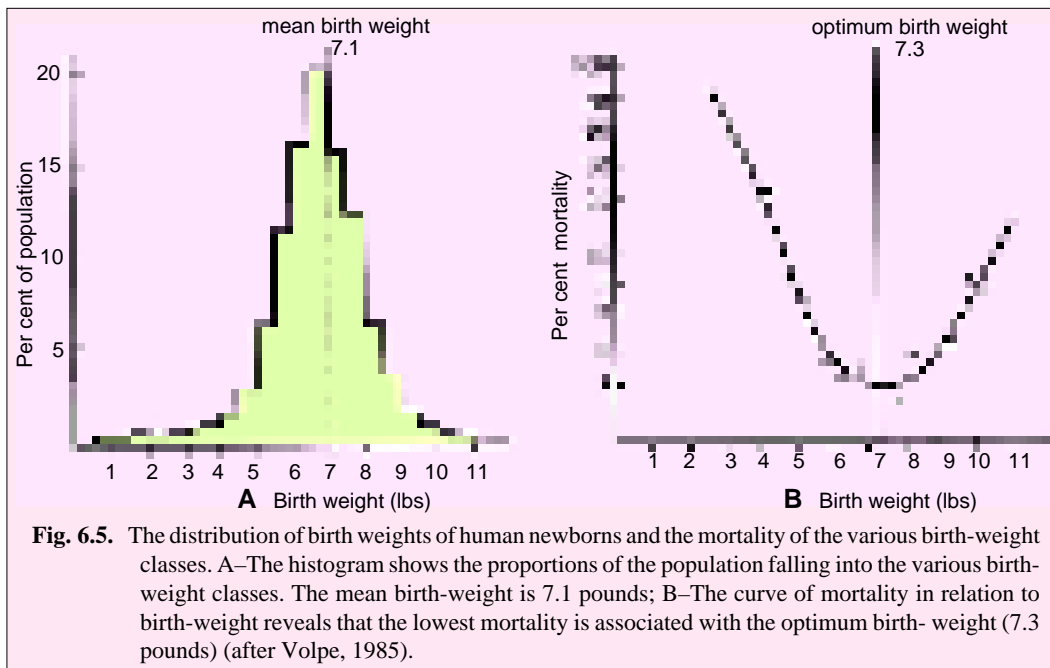 mean birth weight
7.1
20
15
10
5
Per cent of population
1 2 3 4 5 6 7 8 9 10 11
A Birth weight (lbs)
optimum birth weight
7.3
Per cent mortality
1 2 3 4 5 6 7 8 9 10 11
B Birth weight (lbs)
Fig. 6.5. The distribution of birth weights of human newborns and the mortality of the various birth-weight
classes. A–The histogram shows the proportions of the population falling into the various birth-
weight classes. The mean birth-weight is 7.1 pounds; B–The curve of mortality in relation to
birth-weight reveals that the lowest mortality is associated with the optimum birth- weight (7.3
pounds) (after Volpe, 1985).